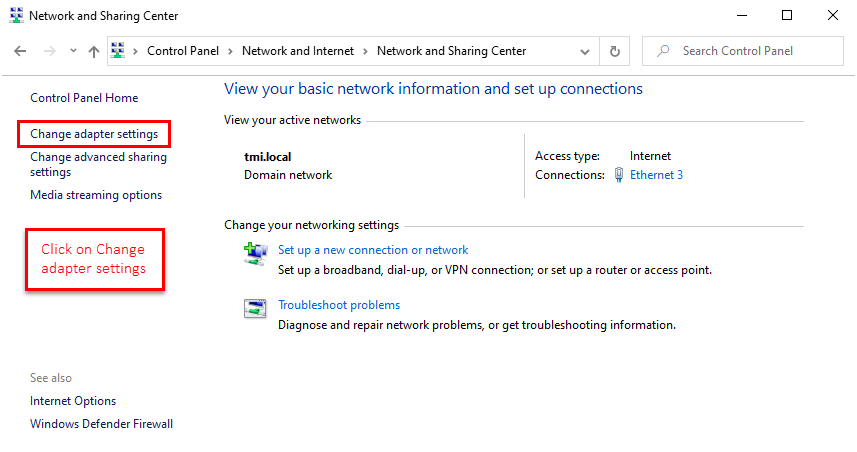 Network and Sharing Center
Control Panel > Network and Internet > Network and Sharing Center
Search Control Panel
Control Panel Home
Change adapter settings
Change advanced sharing
settings
Media streaming options
Click on Change
adapter settings
See also
Internet Options
Windows Defender Firewall
View your basic network information and set up connections
View your active networks
tmi.local
Domain network
Access type: Internet
Connections: Ethernet 3
Change your networking settings
Set up a new connection or network
Set up a broadband, dial-up, or VPN connection; or set up a router or access point.
Troubleshoot problems
Diagnose and repair network problems, or get troubleshooting information.